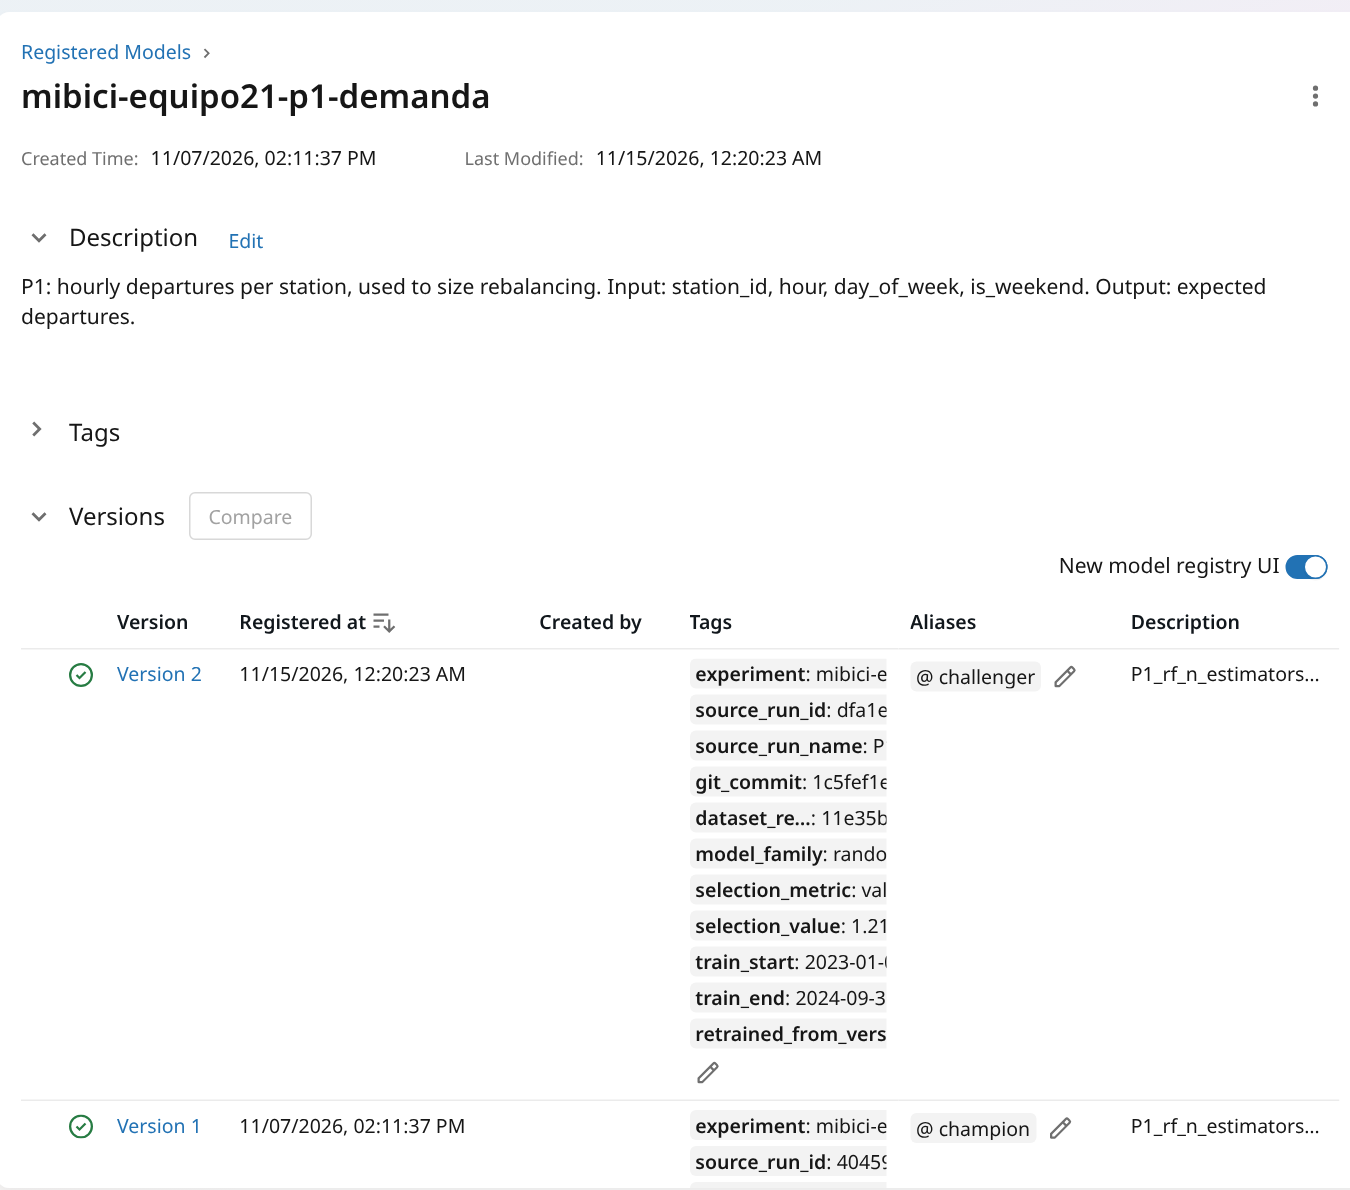 Registered Models
mibici-equipo21-p1-demanda
Created Time: 11/07/2026, 02:11:37 PM Last Modified: 11/15/2026, 12:20:23 AM
Description Edit
P1: hourly departures per station, used to size rebalancing. Input: station_id, hour, day_of_week, is_weekend. Output: expected
departures.
Tags
Versions Compare
New model registry UI
Version Registered at Created by Tags Aliases Description
Version 2 11/15/2026, 12:20:23 AM experiment: mibici-e @ challenger P1_rf_n_estimators...
source_run_id: dfa1e
source_run_name: P
git_commit: 1c5fef1e
dataset_re...: 11e35b
model_family: rando
selection_metric: val
selection_value: 1.21
train_start: 2023-01-0
train_end: 2024-09-3
retrained_from_vers
Version 1 11/07/2026, 02:11:37 PM experiment: mibici-e @ champion P1_rf_n_estimators...
source_run_id: 40459